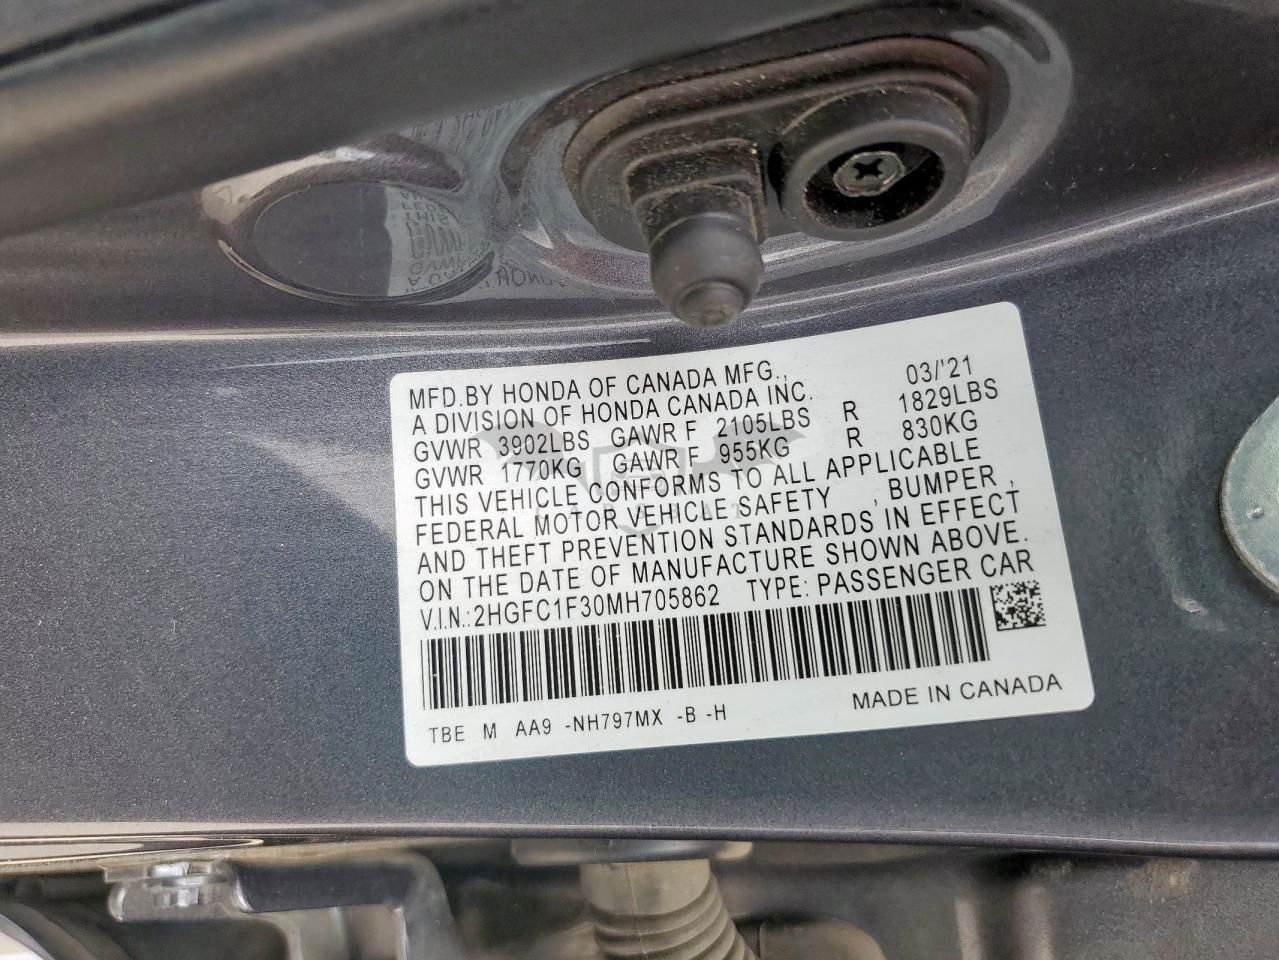 MFD.BY HONDA OF CANADA MFG., 03/'21
A DIVISION OF HONDA CANADA INC.
GVWR 3902LBS GAWR F 2105LBS R 1829LBS
GVWR 1770KG GAWR F 955KG R 830KG
THIS VEHICLE CONFORMS TO ALL APPLICABLE
FEDERAL MOTOR VEHICLE SAFETY , BUMPER ,
AND THEFT PREVENTION STANDARDS IN EFFECT
ON THE DATE OF MANUFACTURE SHOWN ABOVE.
V.I.N.: 2HGFC1F30MH705862 TYPE: PASSENGER CAR
TBE M AA9 -NH797MX -B -H MADE IN CANADA